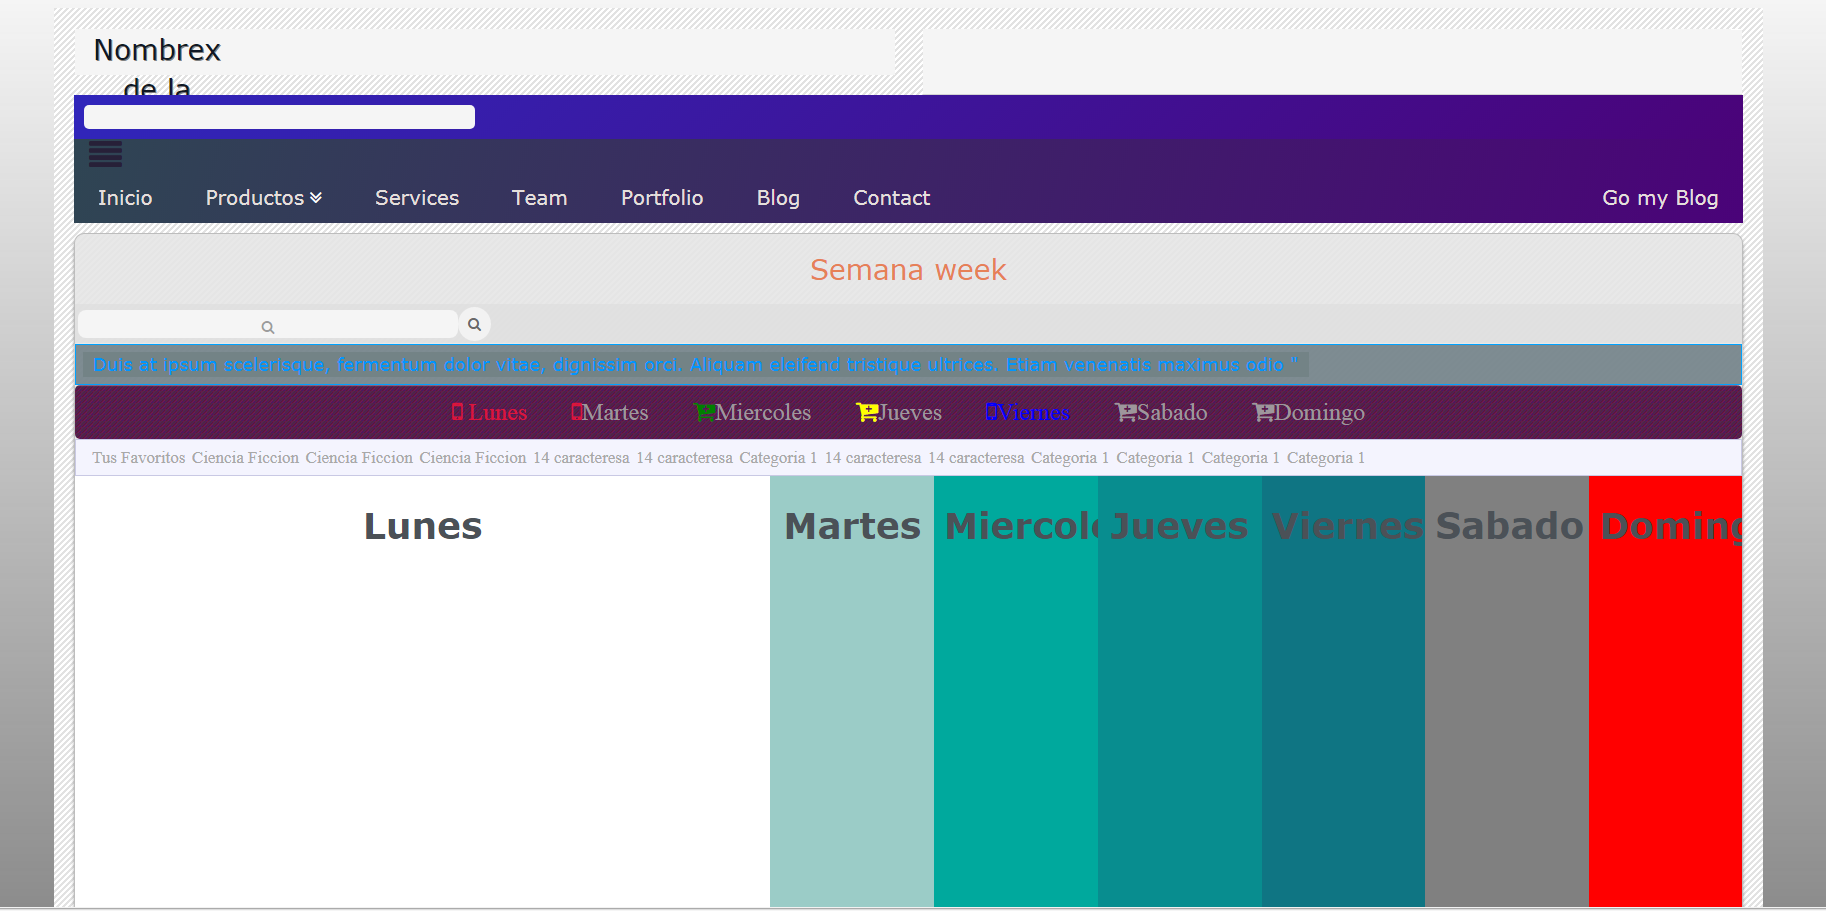 Nombrex
de la
Inicio Productos Services Team Portfolio Blog Contact Go my Blog
Semana week
Duis at ipsum scelerisque, fermentum dolor vitae, dignissim orci. Aliquam eleifend tristique ultrices. Etiam venenatis maximus odio "
Lunes Martes Miercoles Jueves Viernes Sabado Domingo
Tus Favoritos Ciencia Ficcion Ciencia Ficcion Ciencia Ficcion 14 caracteresa 14 caracteresa Categoria 1 14 caracteresa 14 caracteresa Categoria 1 Categoria 1 Categoria 1 Categoria 1
Lunes Martes Miercol Jueves Viernes Sabado Doming